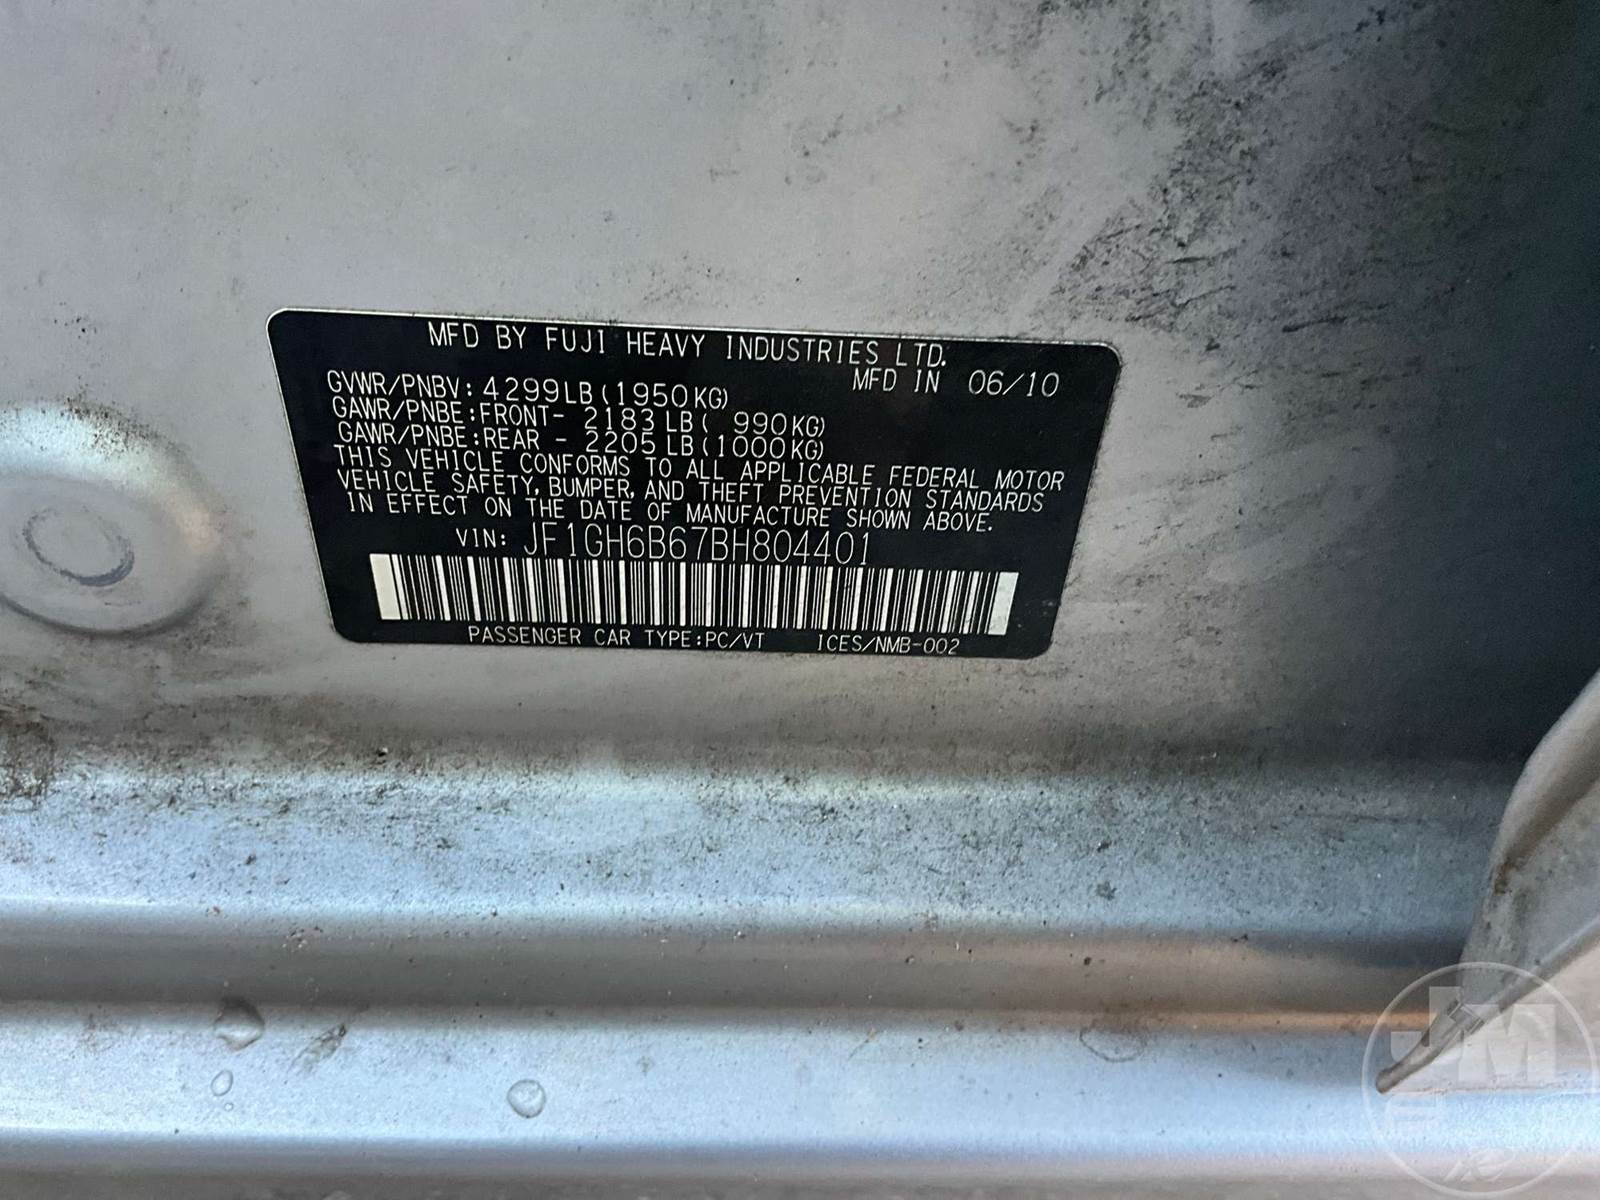 MFD BY FUJI HEAVY INDUSTRIES LTD.
MFD IN 06/10
GVWR/PNBV: 4299LB(1950KG)
GAWR/PNBE:FRONT- 2183LB( 990KG)
GAWR/PNBE:REAR - 2205LB(1000KG)
THIS VEHICLE CONFORMS TO ALL APPLICABLE FEDERAL MOTOR
VEHICLE SAFETY, BUMPER, AND THEFT PREVENTION STANDARDS
IN EFFECT ON THE DATE OF MANUFACTURE SHOWN ABOVE.
VIN: JF1GH6B67BH804401
PASSENGER CAR TYPE:PC/VT ICES/NMB-002
JM